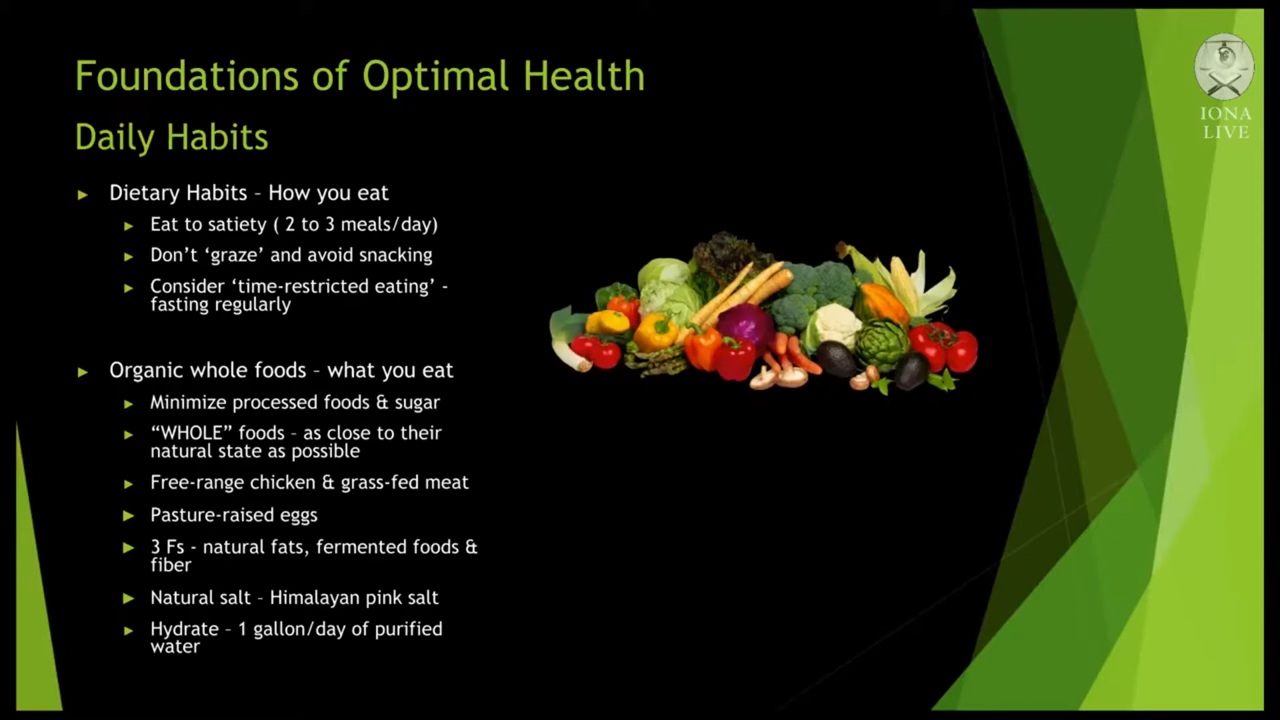 Foundations of Optimal Health
Daily Habits
Dietary Habits – How you eat
Eat to satiety ( 2 to 3 meals/day)
Don’t ‘graze’ and avoid snacking
Consider ‘time-restricted eating’ -
fasting regularly
Organic whole foods – what you eat
Minimize processed foods & sugar
“WHOLE” foods – as close to their
natural state as possible
Free-range chicken & grass-fed meat
Pasture-raised eggs
3 Fs - natural fats, fermented foods &
fiber
Natural salt – Himalayan pink salt
Hydrate – 1 gallon/day of purified
water
IONA
LIVE